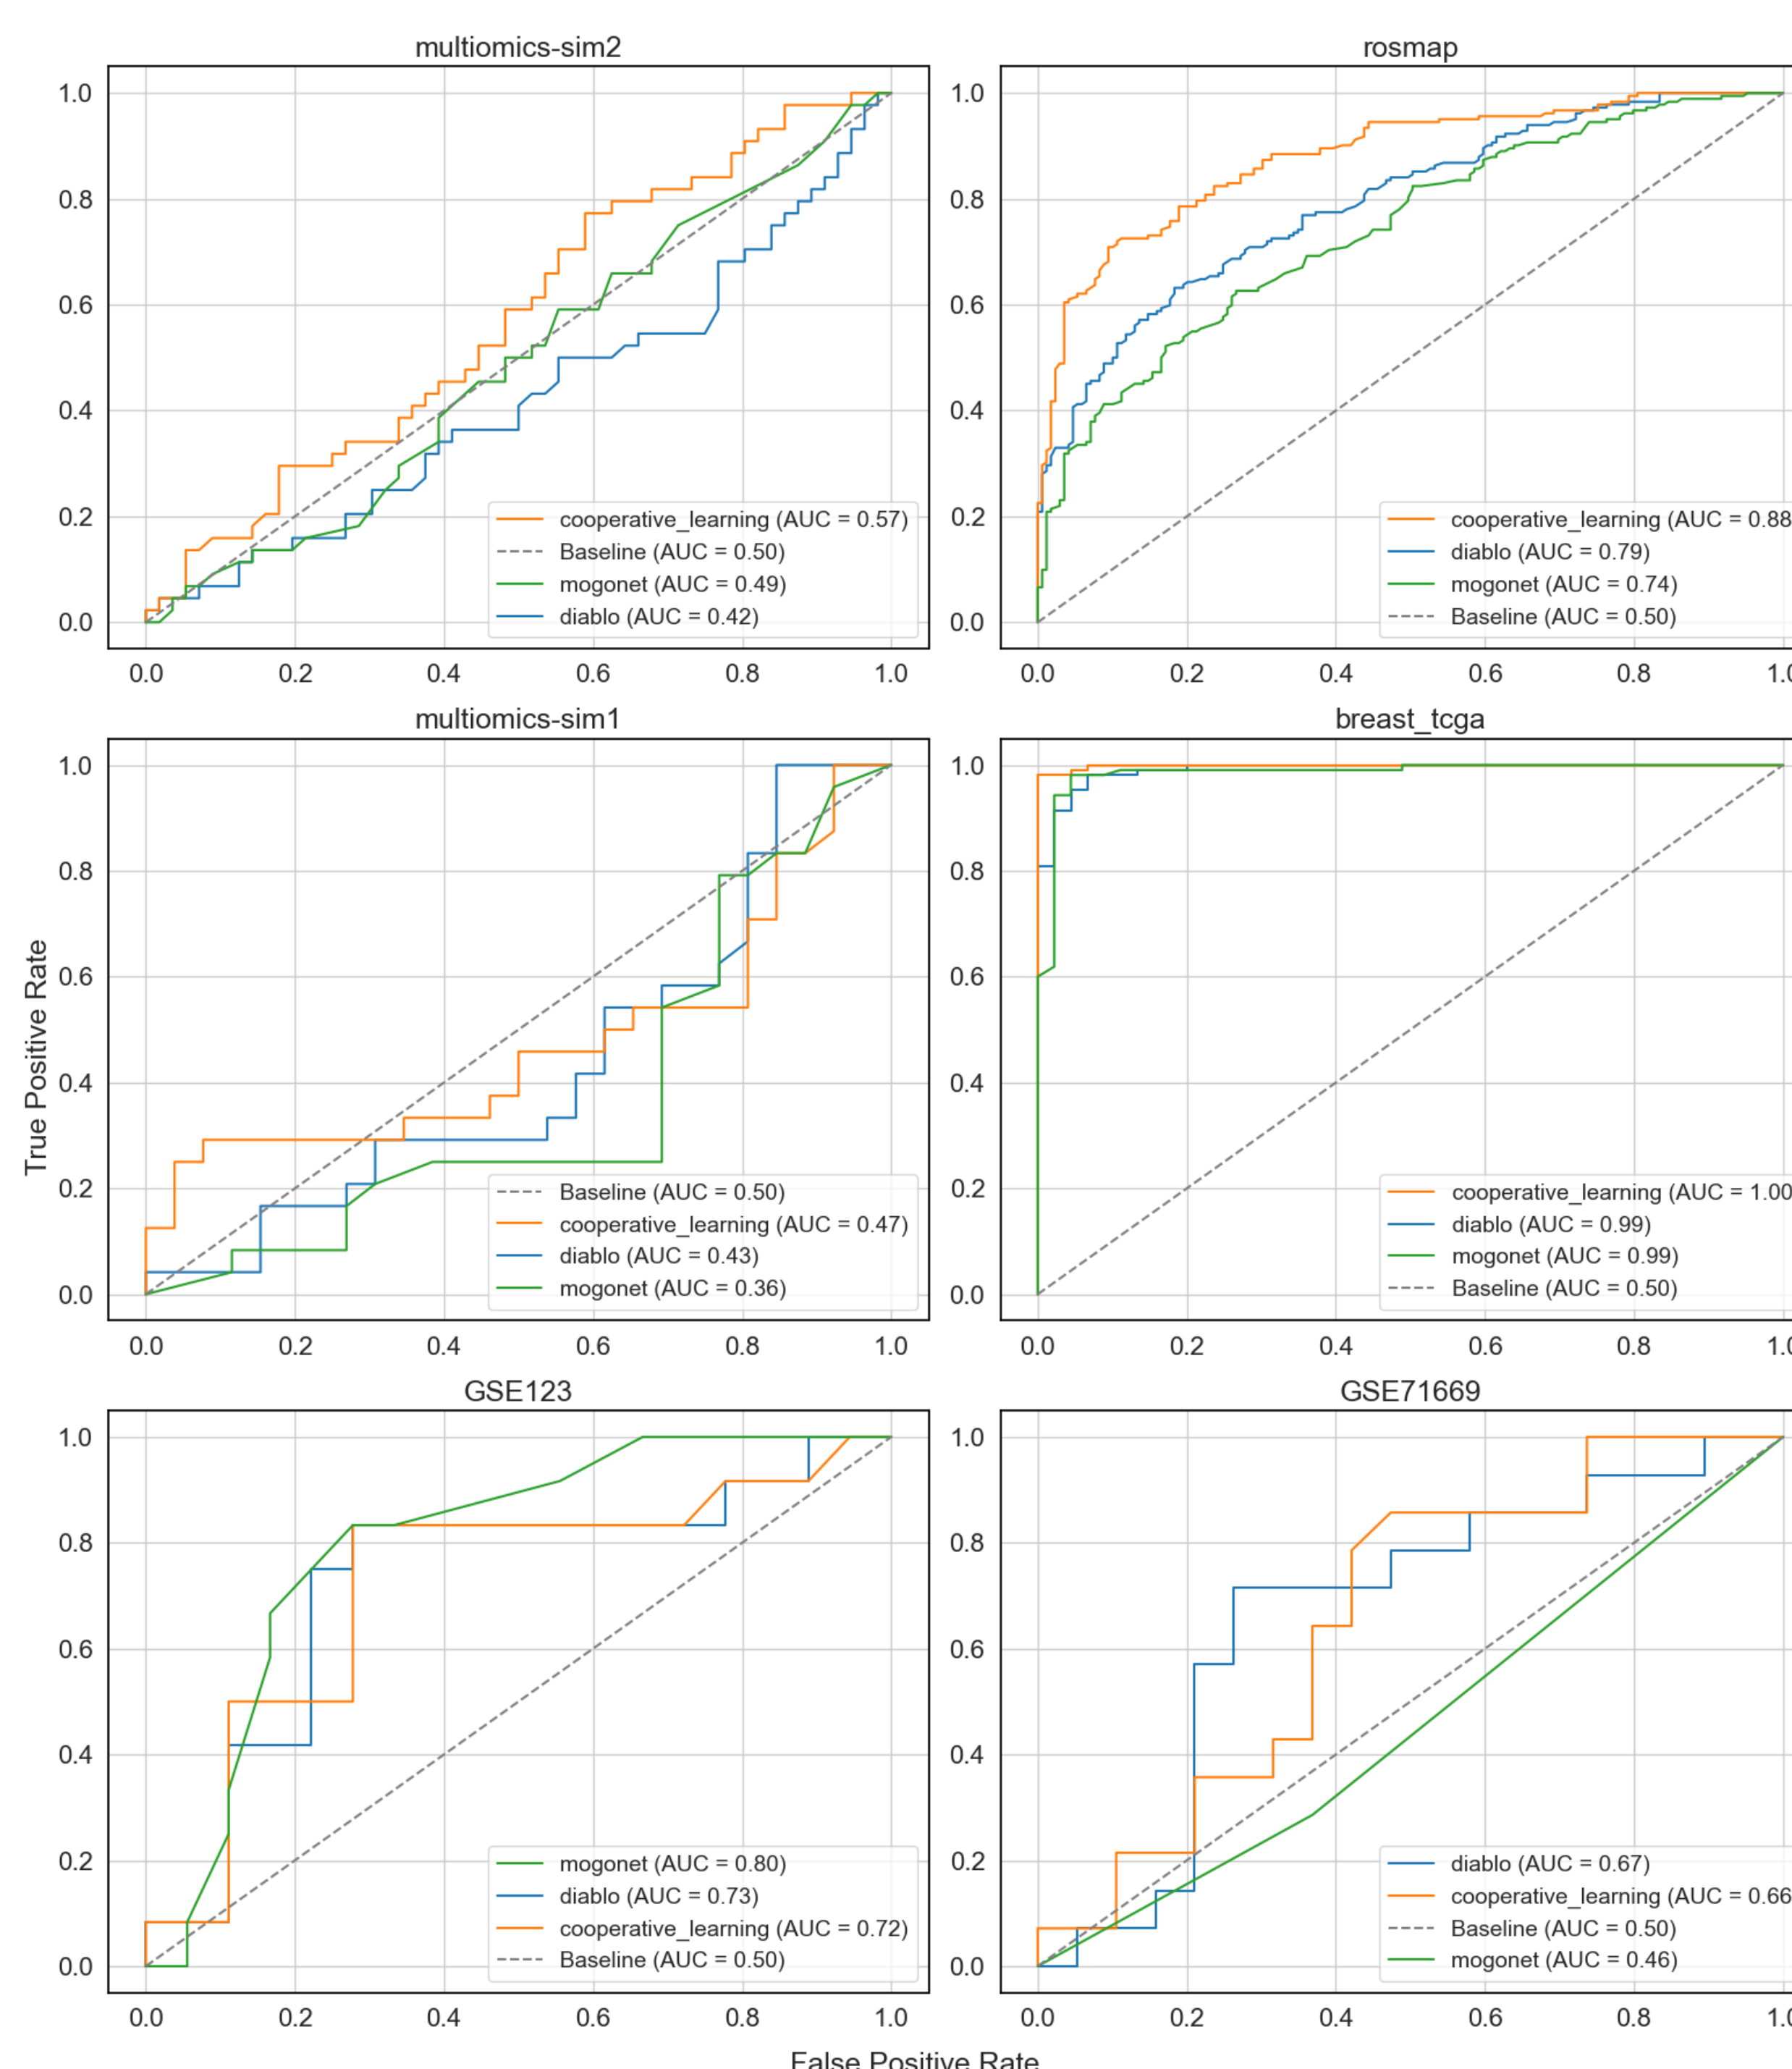 multiomics-sim2
1.0
0.8
0.6
0.4
0.2
0.0
cooperative_learning (AUC = 0.57)
Baseline (AUC = 0.50)
mogonet (AUC = 0.49)
diablo (AUC = 0.42)
0.0 0.2 0.4 0.6 0.8 1.0
rosmap
1.0
0.8
0.6
0.4
0.2
0.0
cooperative_learning (AUC = 0.88
diablo (AUC = 0.79)
mogonet (AUC = 0.74)
Baseline (AUC = 0.50)
0.0 0.2 0.4 0.6 0.8 1.0
True Positive Rate
multiomics-sim1
1.0
0.8
0.6
0.4
0.2
0.0
Baseline (AUC = 0.50)
cooperative_learning (AUC = 0.47)
diablo (AUC = 0.43)
mogonet (AUC = 0.36)
0.0 0.2 0.4 0.6 0.8 1.0
breast_tcga
1.0
0.8
0.6
0.4
0.2
0.0
cooperative_learning (AUC = 1.00
diablo (AUC = 0.99)
mogonet (AUC = 0.99)
Baseline (AUC = 0.50)
0.0 0.2 0.4 0.6 0.8 1.0
GSE123
1.0
0.8
0.6
0.4
0.2
0.0
mogonet (AUC = 0.80)
diablo (AUC = 0.73)
cooperative_learning (AUC = 0.72)
Baseline (AUC = 0.50)
0.0 0.2 0.4 0.6 0.8 1.0
GSE71669
1.0
0.8
0.6
0.4
0.2
0.0
diablo (AUC = 0.67)
cooperative_learning (AUC = 0.66
Baseline (AUC = 0.50)
mogonet (AUC = 0.46)
0.0 0.2 0.4 0.6 0.8 1.0
False Positive Rate